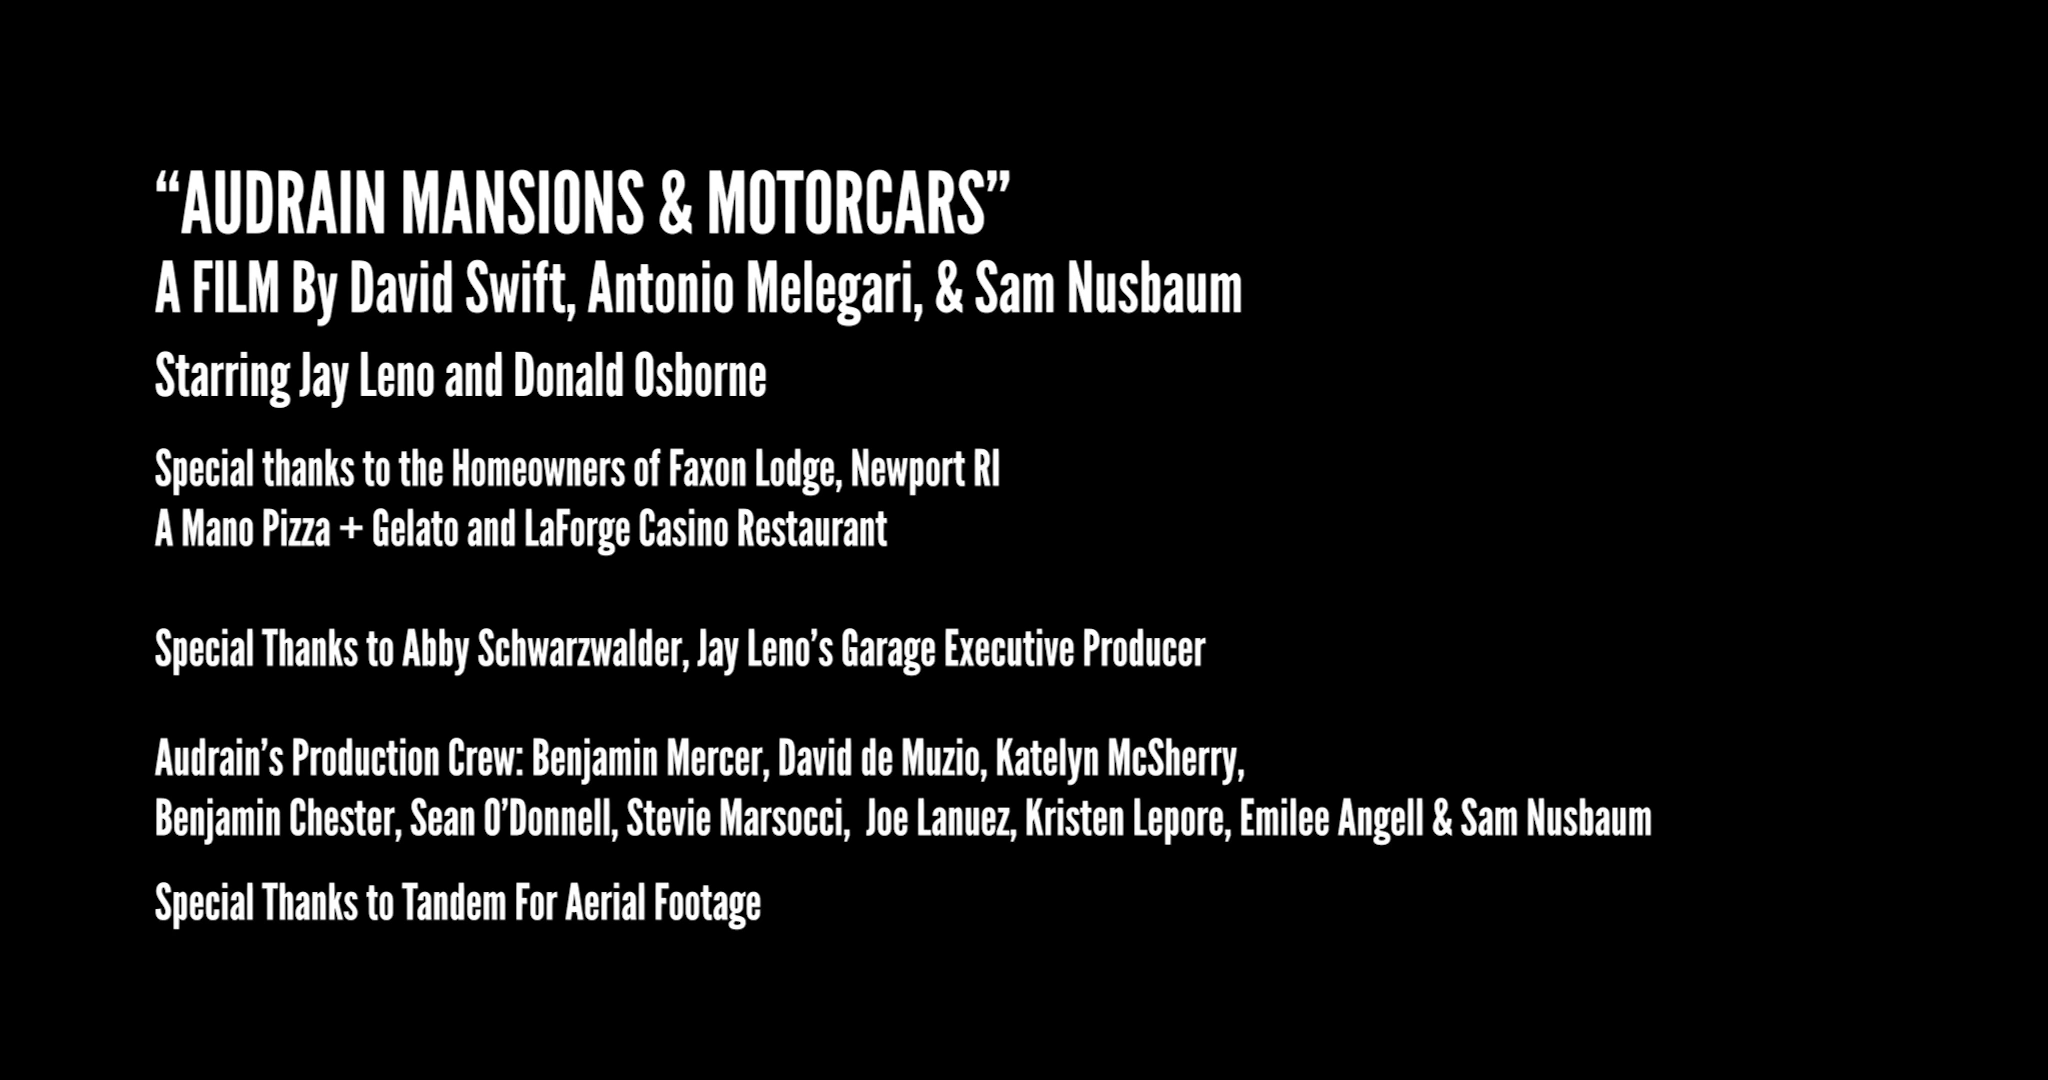 “AUDRAIN MANSIONS & MOTORCARS”
A FILM By David Swift, Antonio Melegari, & Sam Nusbaum
Starring Jay Leno and Donald Osborne
Special thanks to the Homeowners of Faxon Lodge, Newport RI
A Mano Pizza + Gelato and LaForge Casino Restaurant
Special Thanks to Abby Schwarzwalder, Jay Leno’s Garage Executive Producer
Audrain’s Production Crew: Benjamin Mercer, David de Muzio, Katelyn McSherry,
Benjamin Chester, Sean O’Donnell, Stevie Marsocci,  Joe Lanuez, Kristen Lepore, Emilee Angell & Sam Nusbaum
Special Thanks to Tandem For Aerial Footage